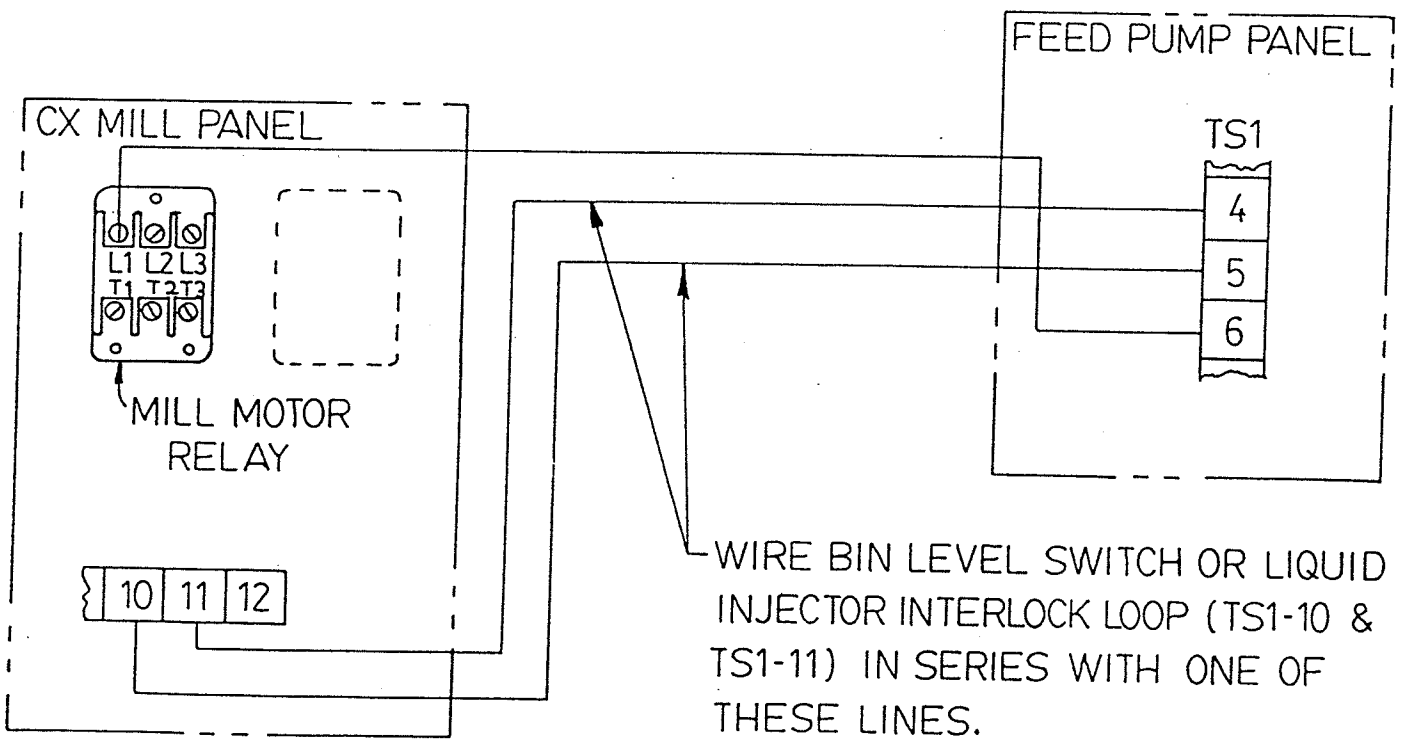 FEED PUMP PANEL
CX MILL PANEL
TS1
4
L1 L2 L3
5
T1 T2 T3
6
MILL MOTOR
RELAY
10 11 12
WIRE BIN LEVEL SWITCH OR LIQUID
INJECTOR INTERLOCK LOOP (TS1-10 &
TS1-11) IN SERIES WITH ONE OF
THESE LINES.